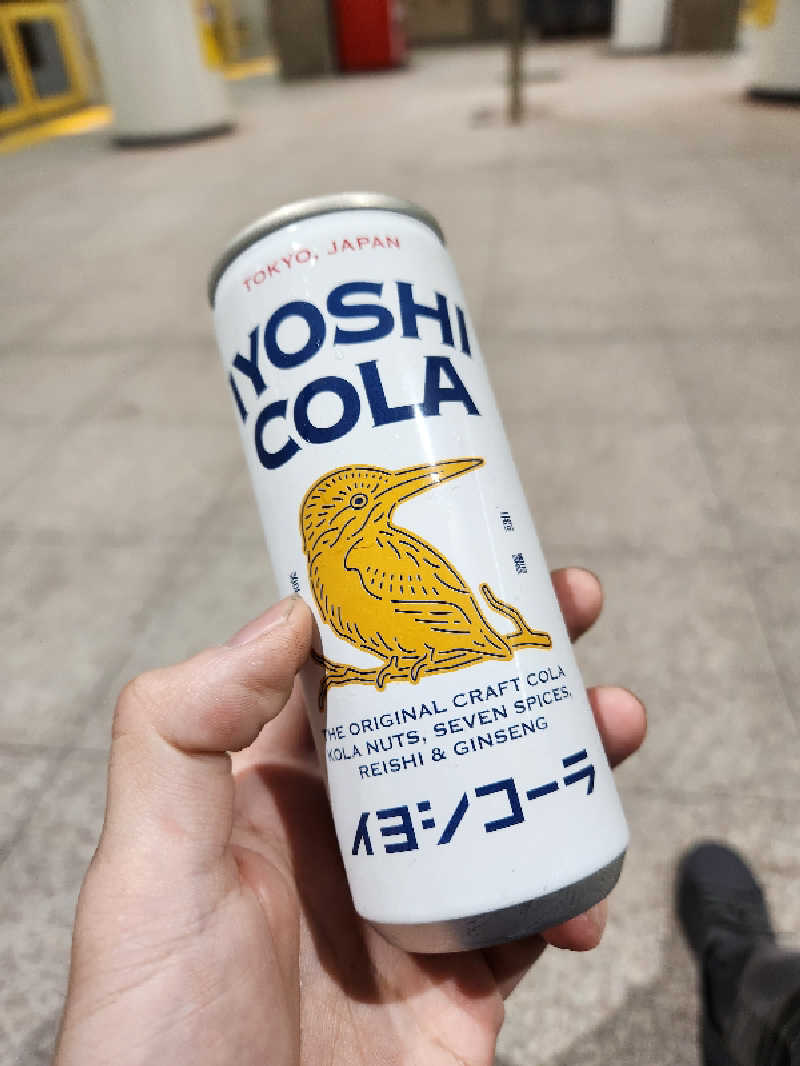 TOKYO, JAPAN
IYOSHI
COLA
THE ORIGINAL CRAFT COLA
KOLA NUTS, SEVEN SPICES,
REISHI & GINSENG
イヨシコーラ